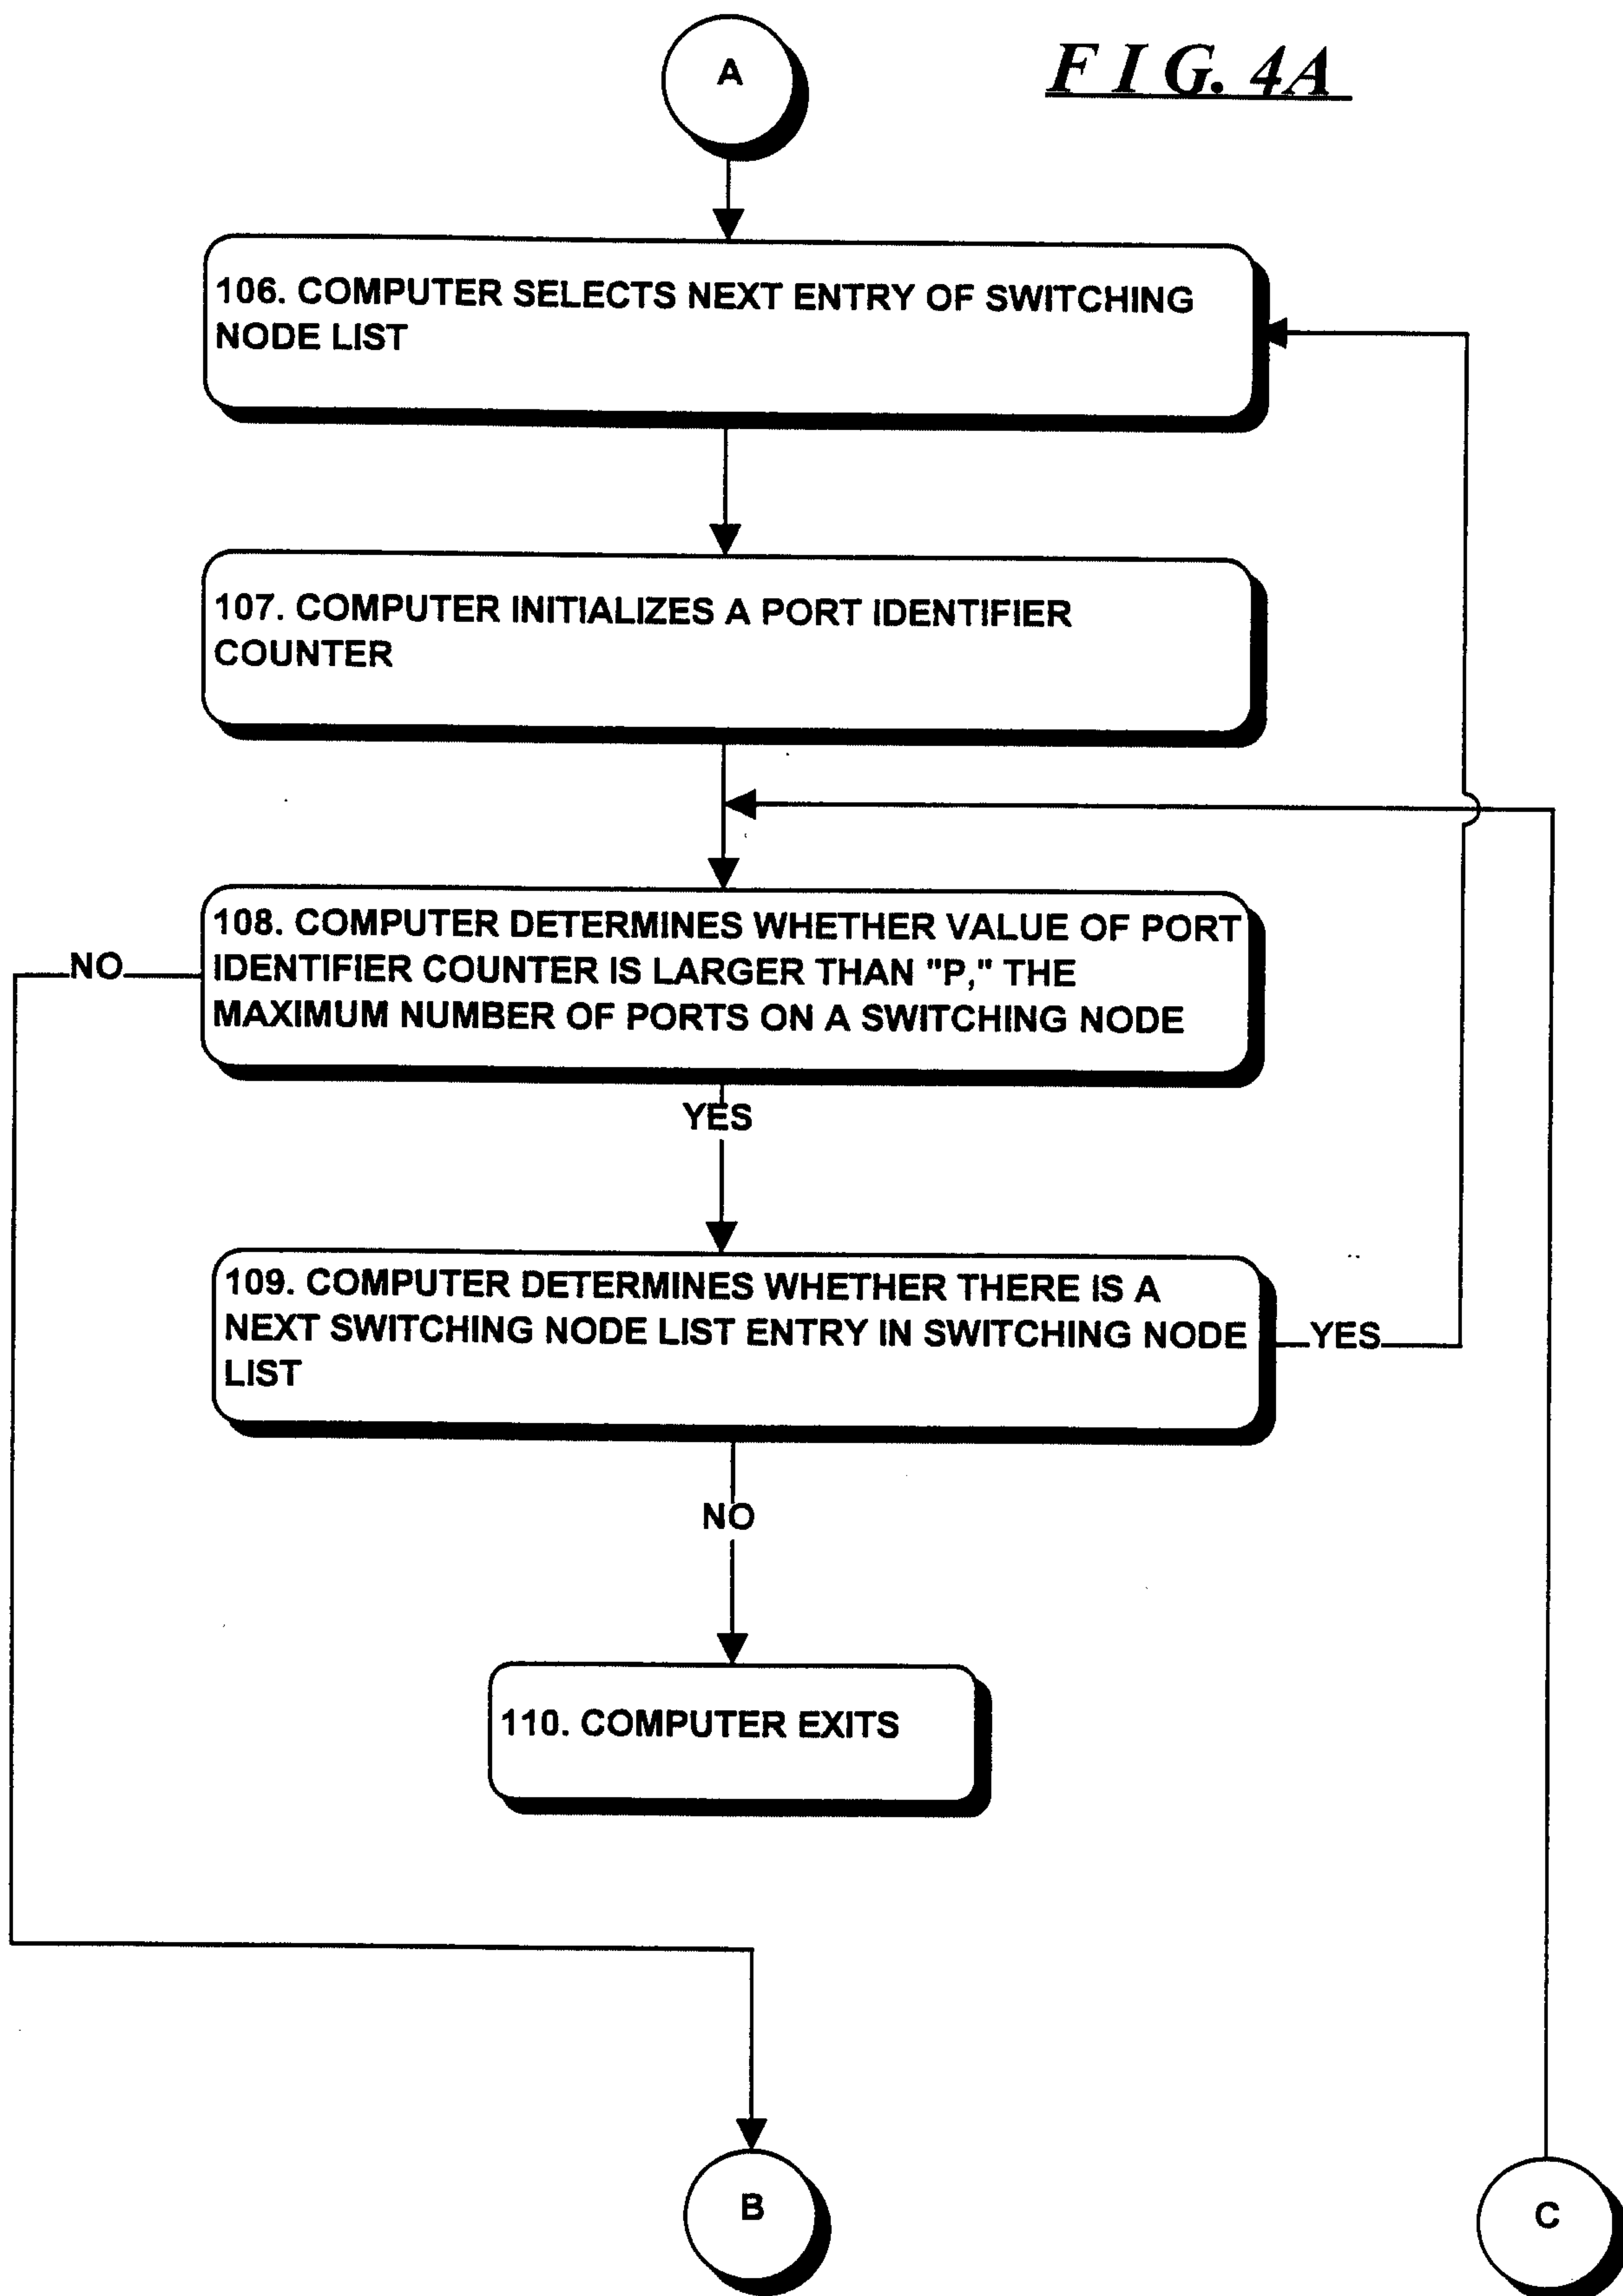 A
FIG. 4A
106. COMPUTER SELECTS NEXT ENTRY OF SWITCHING
NODE LIST
107. COMPUTER INITIALIZES A PORT IDENTIFIER
COUNTER
108. COMPUTER DETERMINES WHETHER VALUE OF PORT
IDENTIFIER COUNTER IS LARGER THAN "P," THE
MAXIMUM NUMBER OF PORTS ON A SWITCHING NODE
NO
YES
109. COMPUTER DETERMINES WHETHER THERE IS A
NEXT SWITCHING NODE LIST ENTRY IN SWITCHING NODE
LIST
YES
NO
110. COMPUTER EXITS
B
C